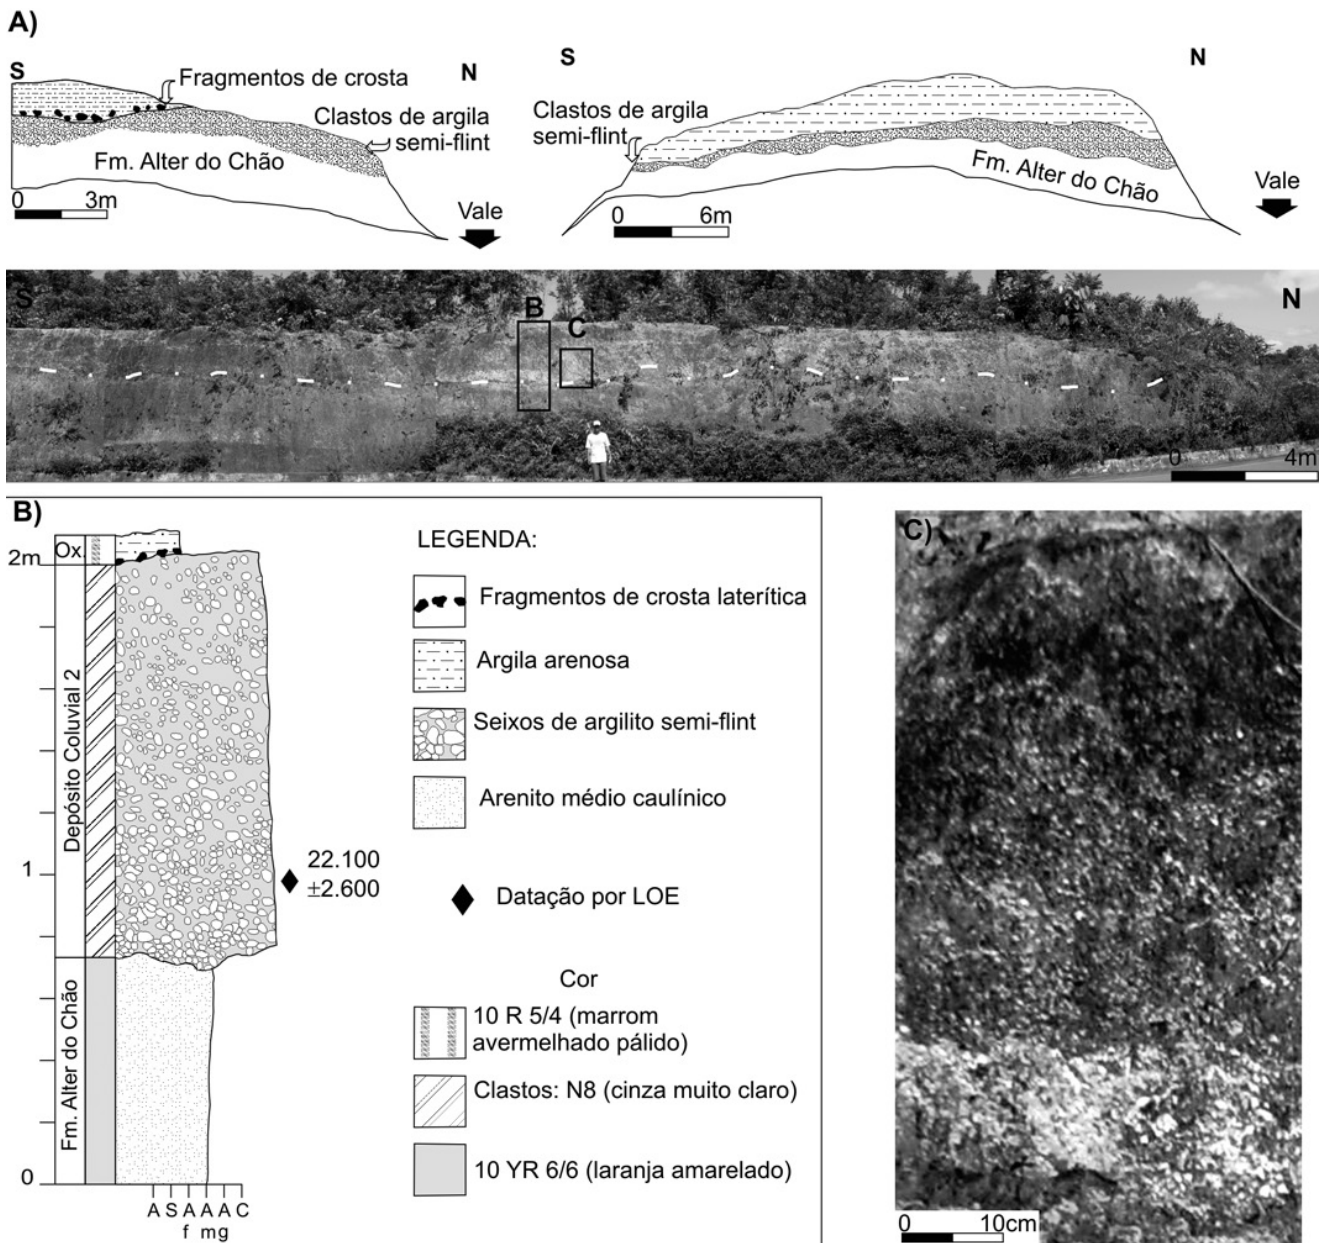 A)
S
Fragmentos de crosta
N
Clastos de argila
semi-flint
Fm. Alter do Chão
0 3m
Vale
S
N
Clastos de argila
semi-flint
Fm. Alter do Chão
0 6m
Vale
S
B
C
N
0 4m
B)
Ox.
2m
Depósito Coluvial 2
1
22.100
±2.600
Fm. Alter do Chão
0
A S A A A C
f m g
LEGENDA:
Fragmentos de crosta laterítica
Argila arenosa
Seixos de argilito semi-flint
Arenito médio caulínico
Datação por LOE
Cor
10 R 5/4 (marrom
avermelhado pálido)
Clastos: N8 (cinza muito claro)
10 YR 6/6 (laranja amarelado)
C)
0 10cm